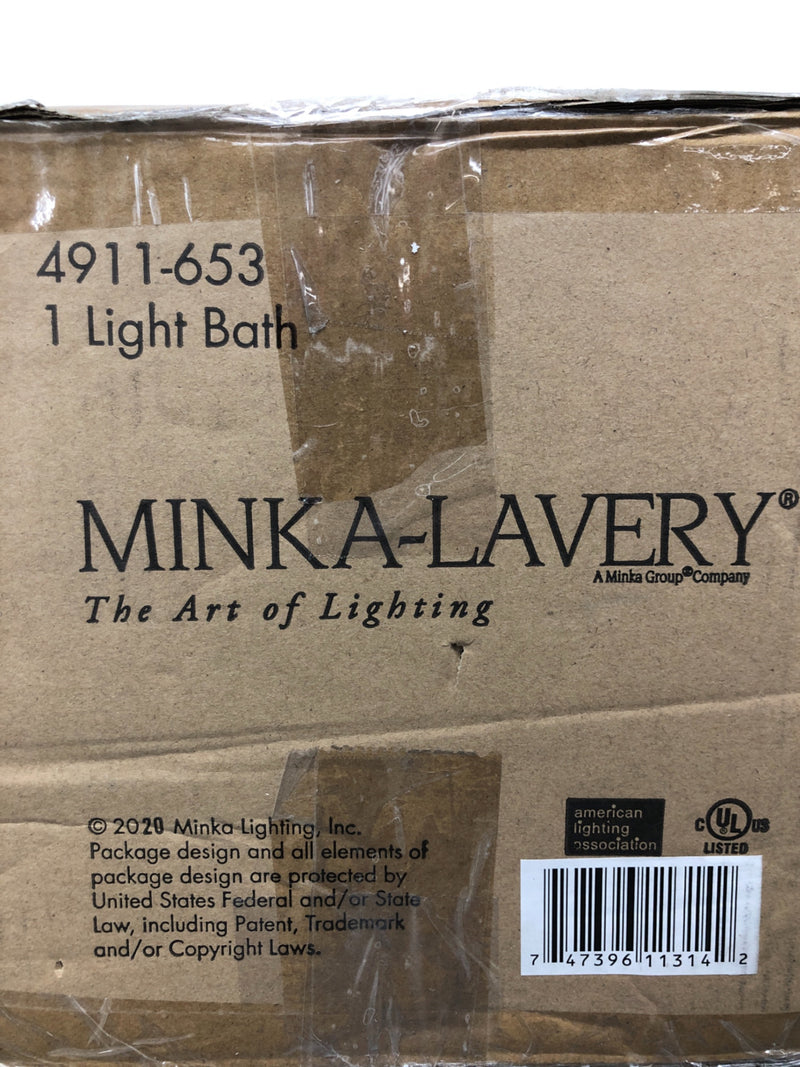 4911-653
1 Light Bath
MINKA-LAVERY®
A Minka Group® Company
The Art of Lighting
© 2020 Minka Lighting, Inc.
Package design and all elements of
package design are protected by
United States Federal and/or State
Law, including Patent, Trademark
and/or Copyright Laws.
american
lighting
association
C UL US
LISTED
7 47396 11314 2